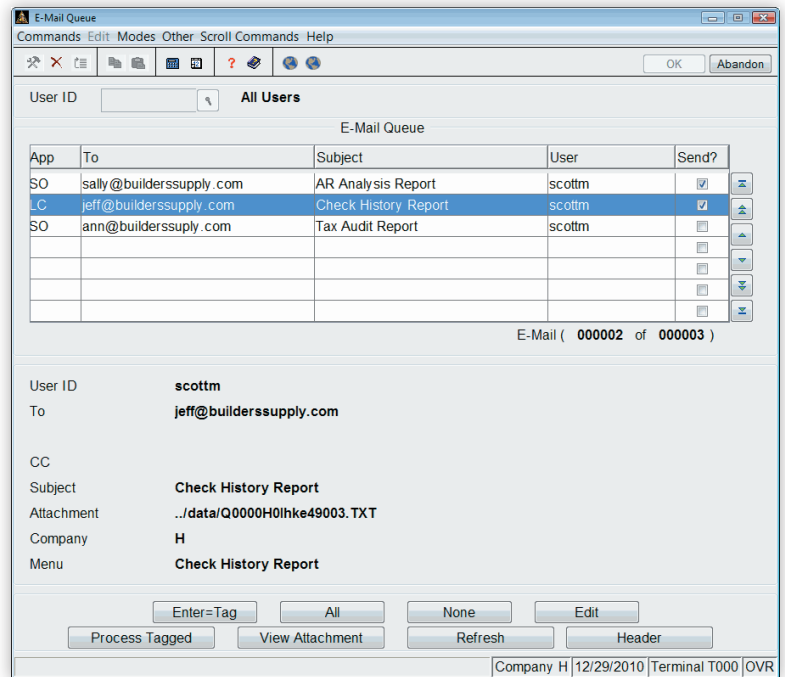 E-Mail Queue
Commands Edit Modes Other Scroll Commands Help
OK Abandon
User ID All Users
E-Mail Queue
App To Subject User Send?
SO sally@builderssupply.com AR Analysis Report scottm
LC jeff@builderssupply.com Check History Report scottm
SO ann@builderssuply.com Tax Audit Report scottm
E-Mail ( 000002 of 000003 )
User ID scottm
To jeff@builderssupply.com
CC
Subject Check History Report
Attachment ../data/Q0000H0lhke49003.TXT
Company H
Menu Check History Report
Enter=Tag All None Edit
Process Tagged View Attachment Refresh Header
Company H 12/29/2010 Terminal T000 OVR